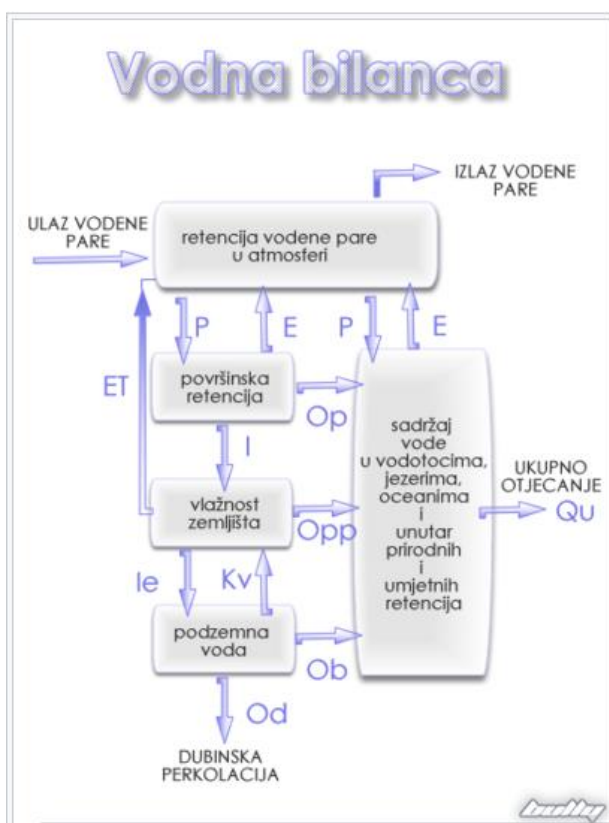 Vodna bilanca
IZLAZ VODENE
PARE
ULAZ VODENE
PARE
retencija vodene pare
u atmosferi
P
E
P
E
ET
površinska
retencija
Op
I
sadržaj
vode
u vodotocima,
jezerima,
oceanima
i
unutar
prirodnih
i
umjetnih
retencija
UKUPNO
OTJECANJE
Qu
vlažnost
zemljišta
Opp
Ie
Kv
podzemna
voda
Ob
Od
DUBINSKA
PERKOLACIJA